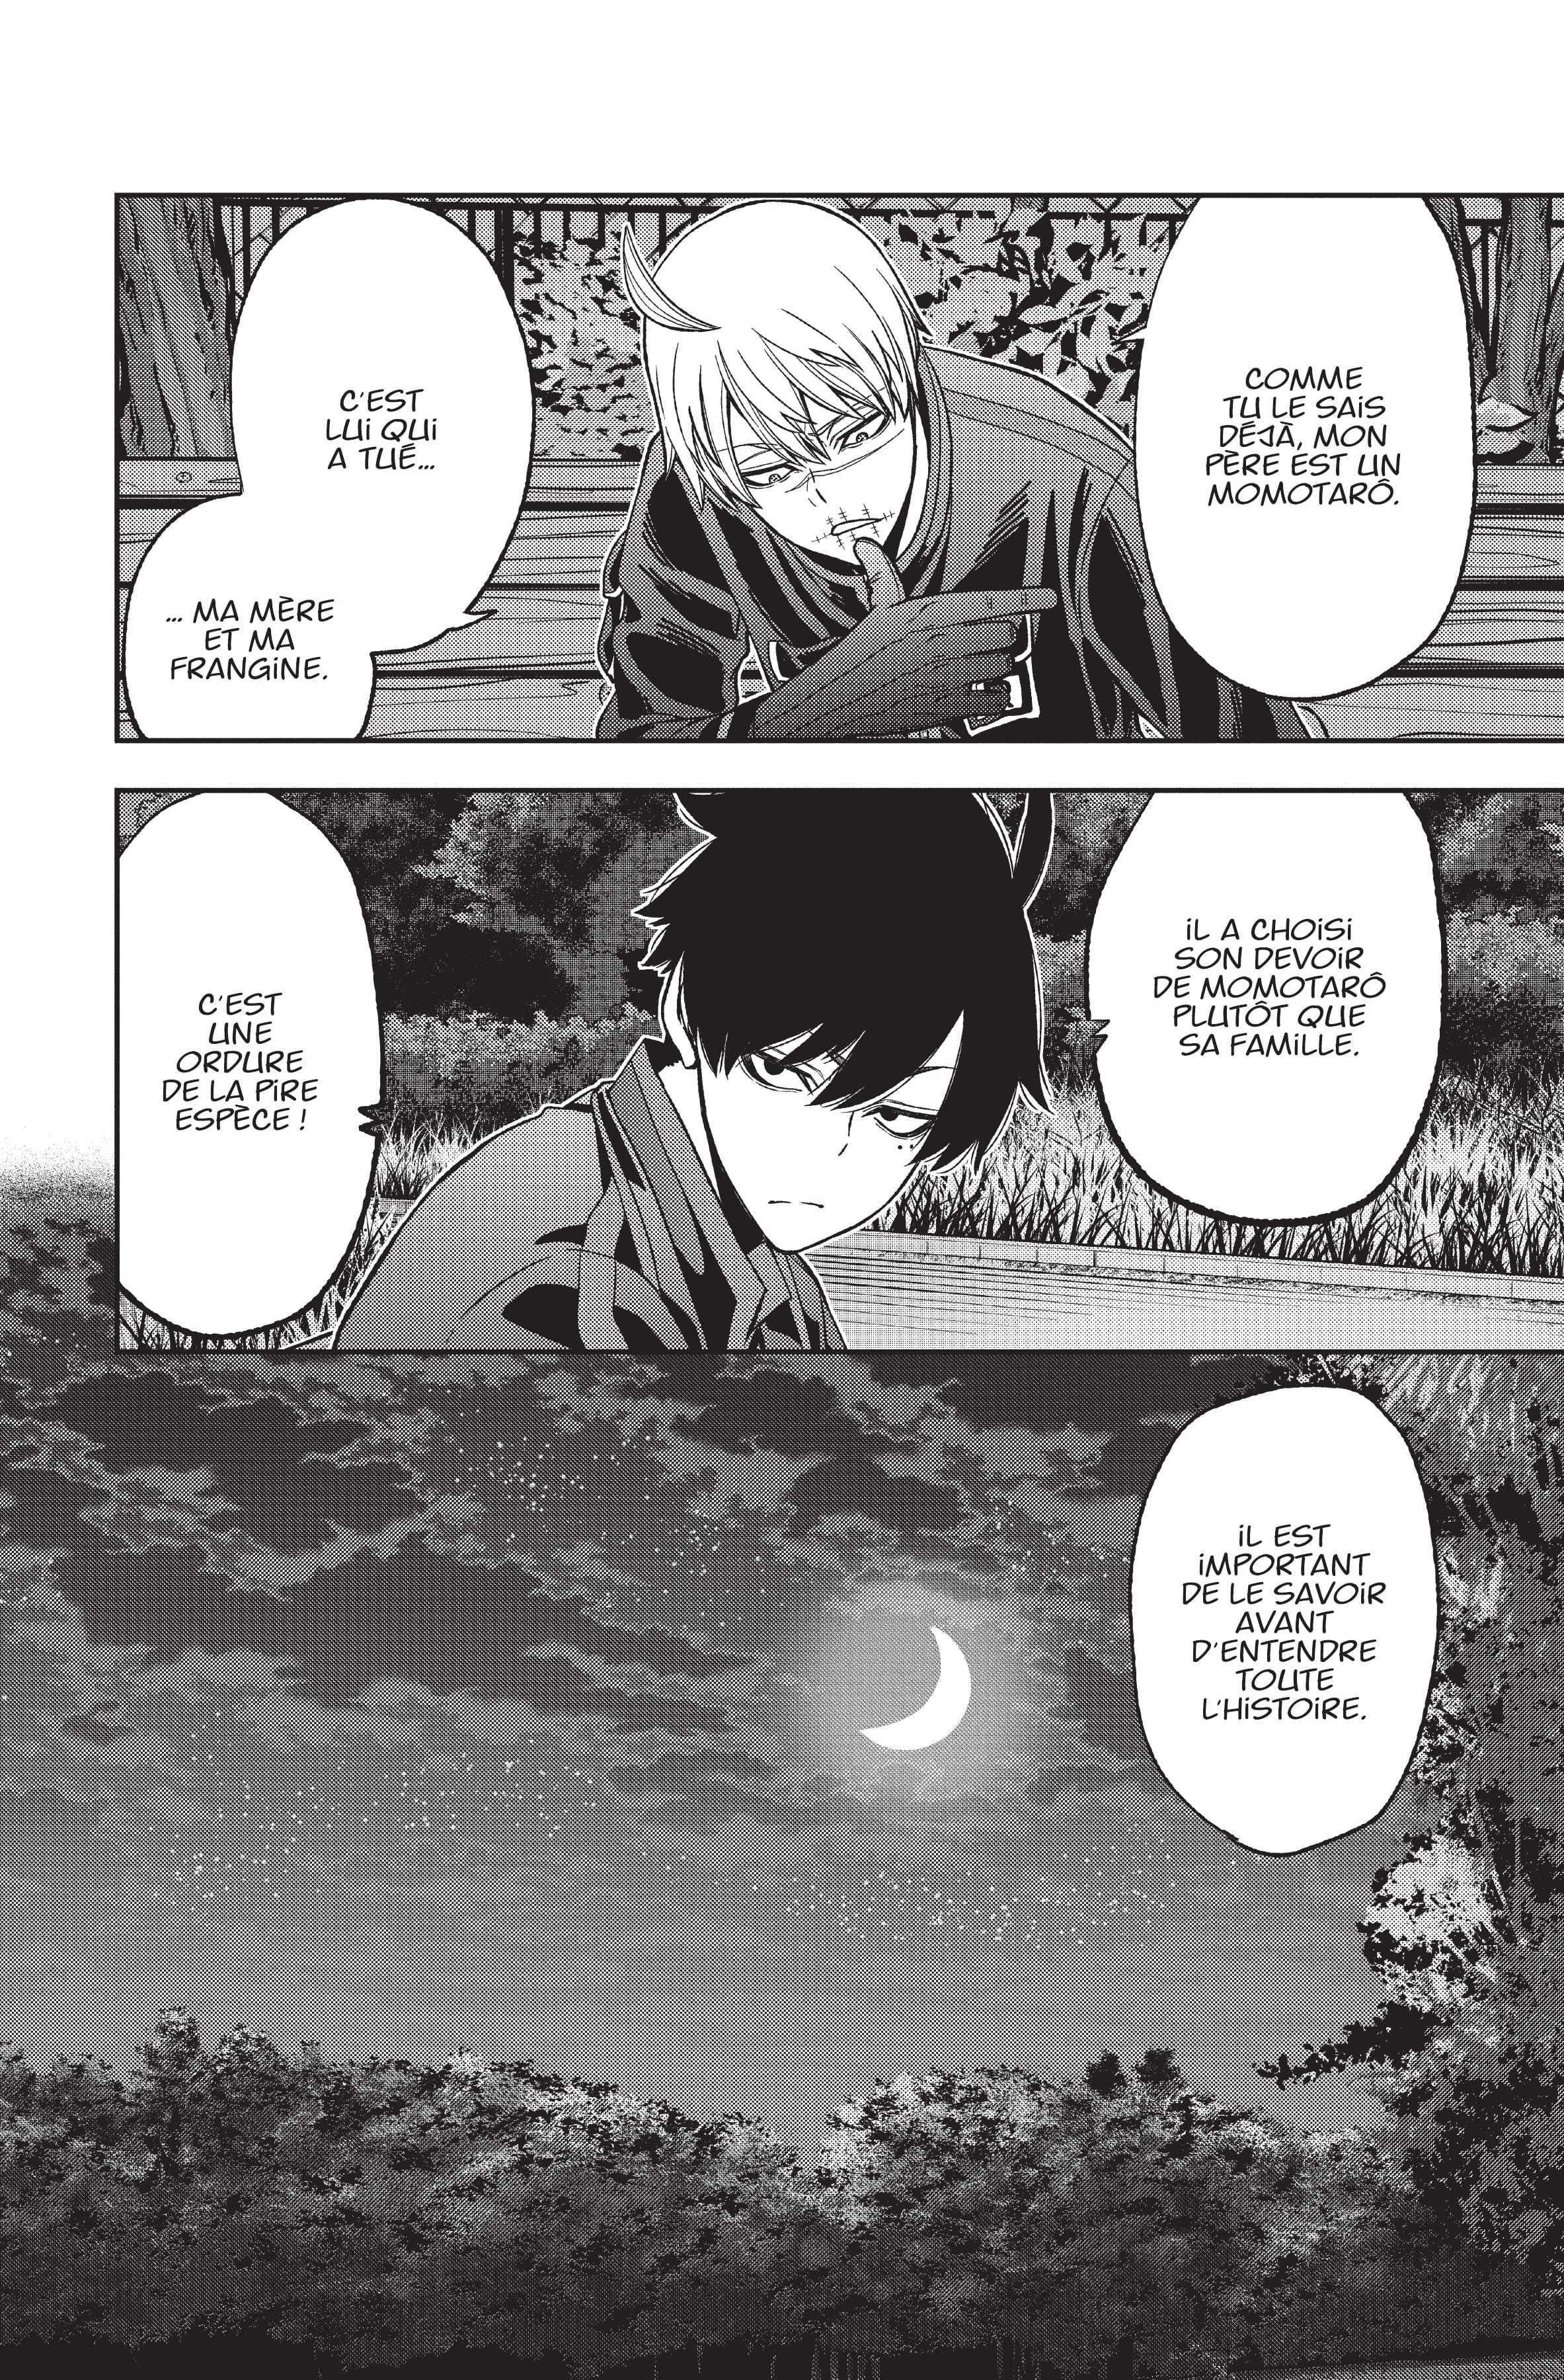 COMME
TU LE SAIS
DÉJÀ, MON
PÈRE EST UN
MOMOTARÔ.
C'EST
LUI QUI
A TUÉ...
... MA MÈRE
ET MA
FRANGINE.
IL A CHOISI
SON DEVOIR
DE MOMOTARÔ
PLUTÔT QUE
SA FAMILLE.
C'EST
UNE
ORDURE
DE LA PIRE
ESPÈCE !
IL EST
IMPORTANT
DE LE SAVOIR
AVANT
D'ENTENDRE
TOUTE
L'HISTOIRE.